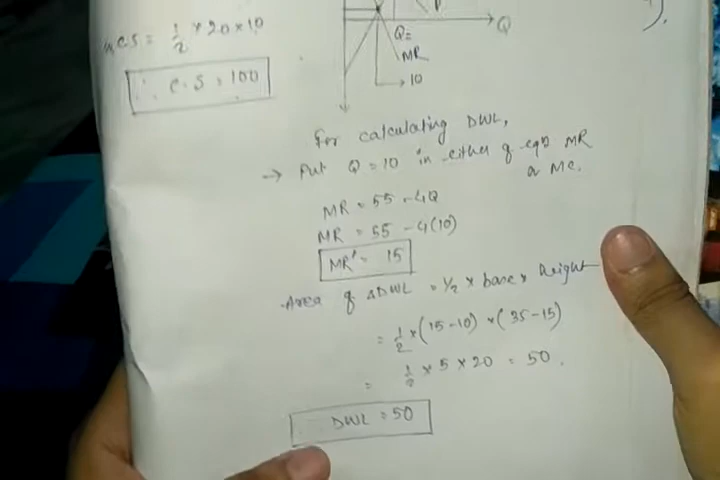 CS = 1/2 * 20 * 10
∴ C.S = 100
Q
Q=
MR
10
For calculating DWL,
→ Put Q = 10 in either of eqn MR
or MC.
MR = 55 - 4Q
MR = 55 - 4(10)
MR' = 15
Area of ΔDWL = 1/2 × base × height
= 1/2 × (15-10) × (35-15)
= 1/2 × 5 × 20 = 50.
DWL = 50